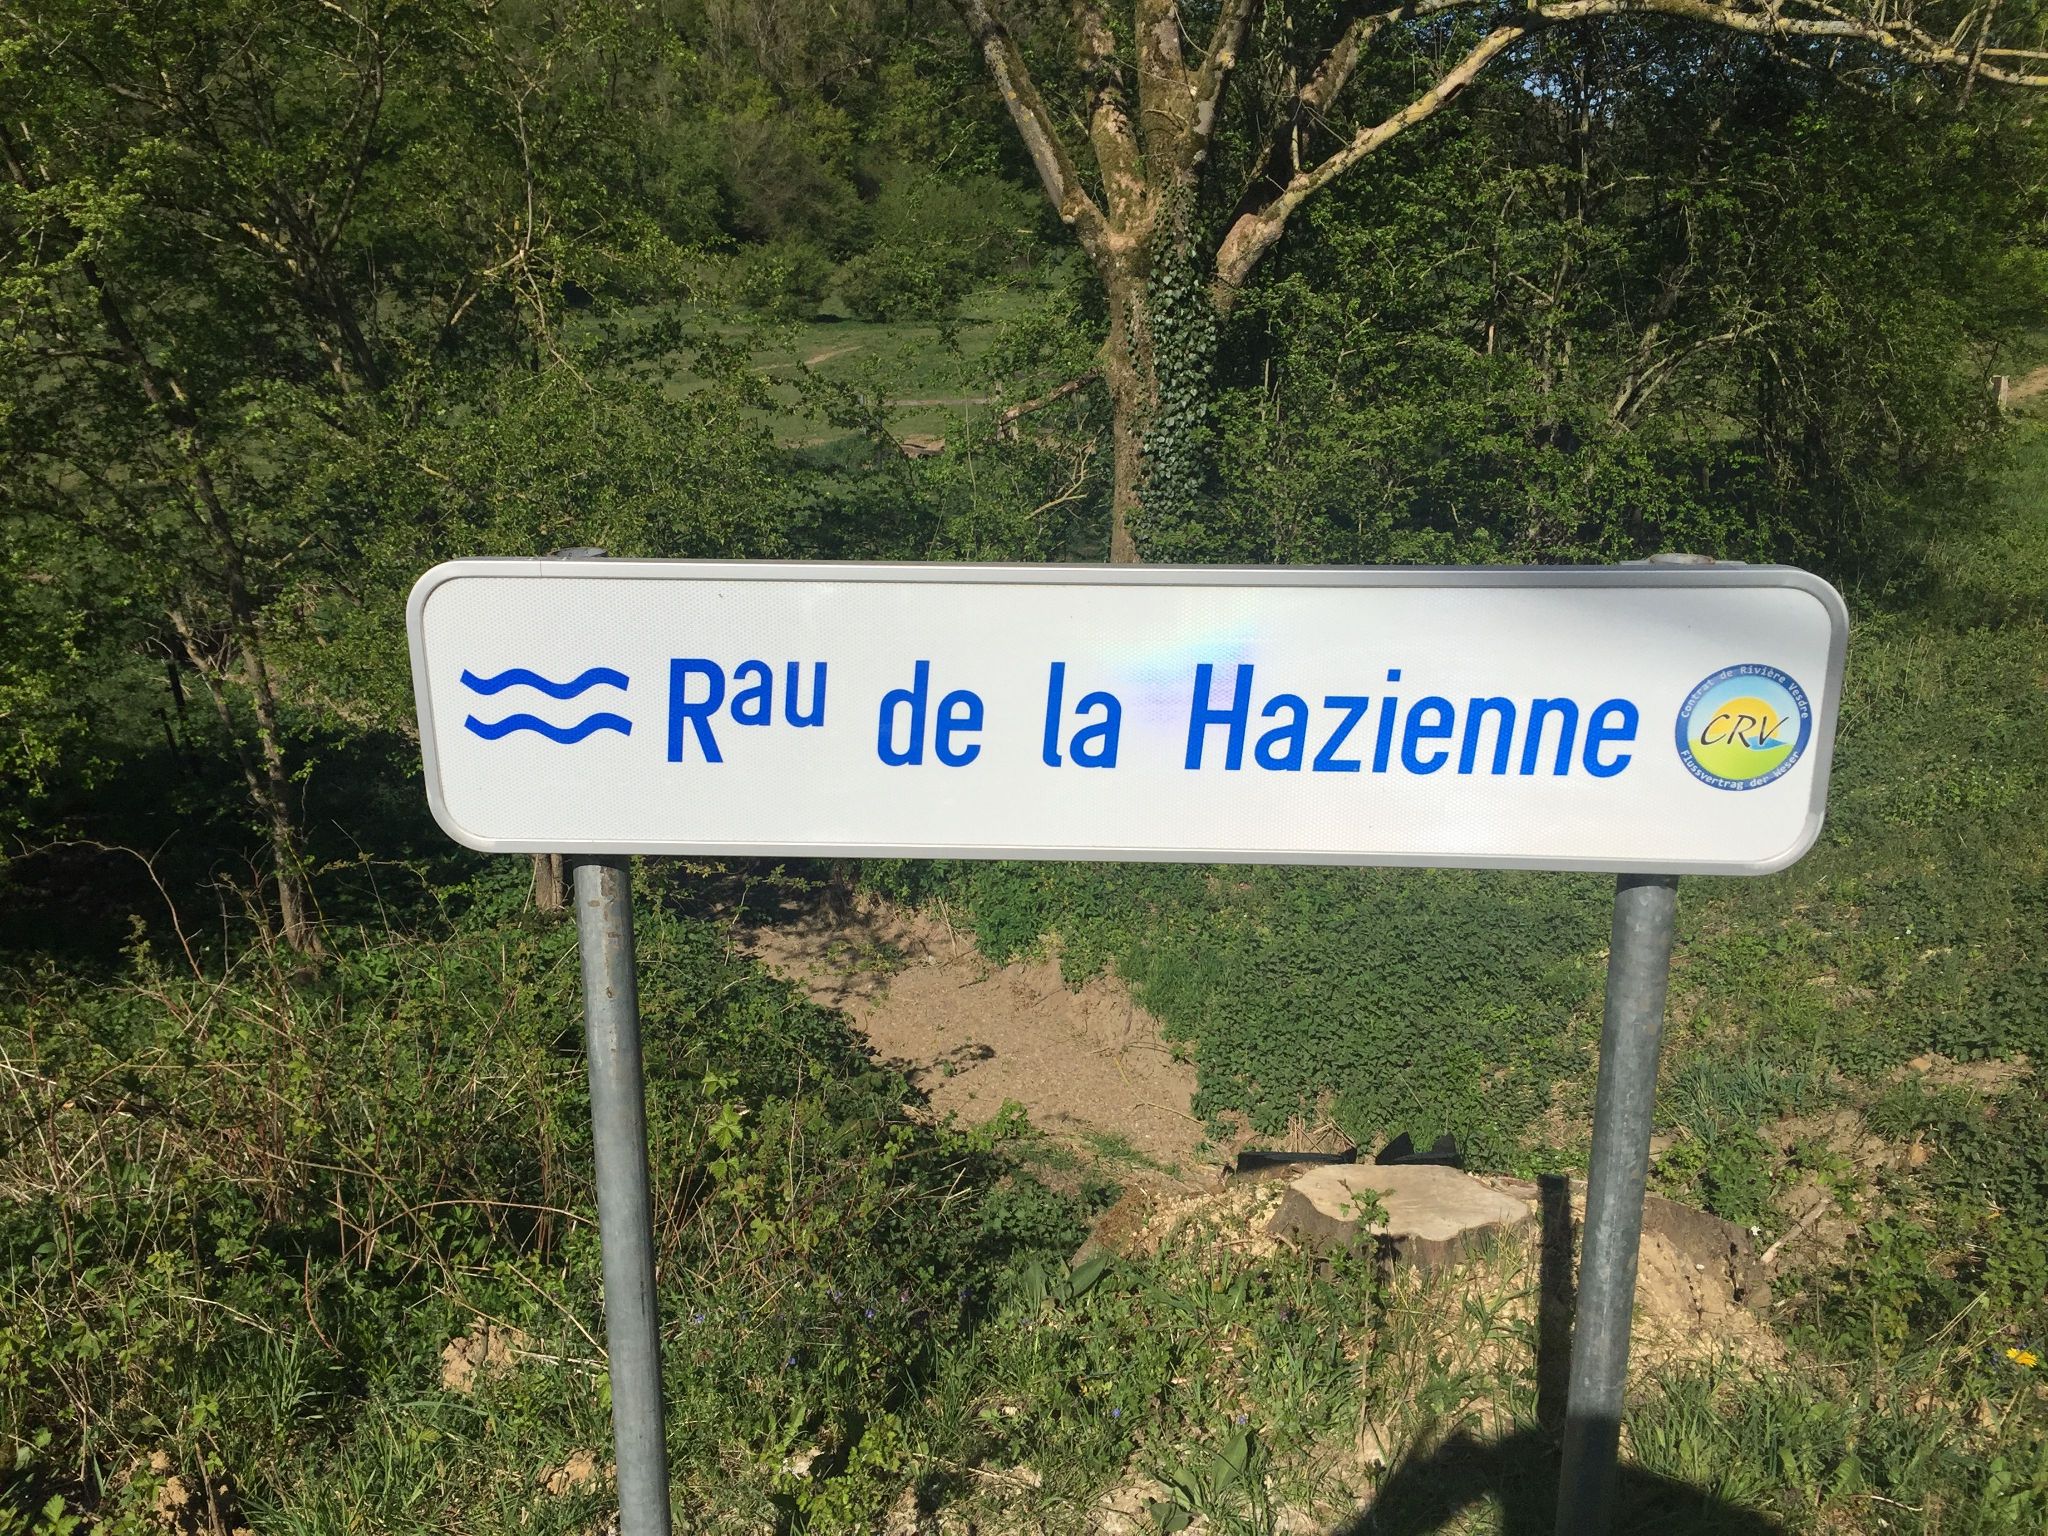 Rau de la Hazienne
Contrat de Rivière Vesdre
CRV
Flussvertrag der Weser